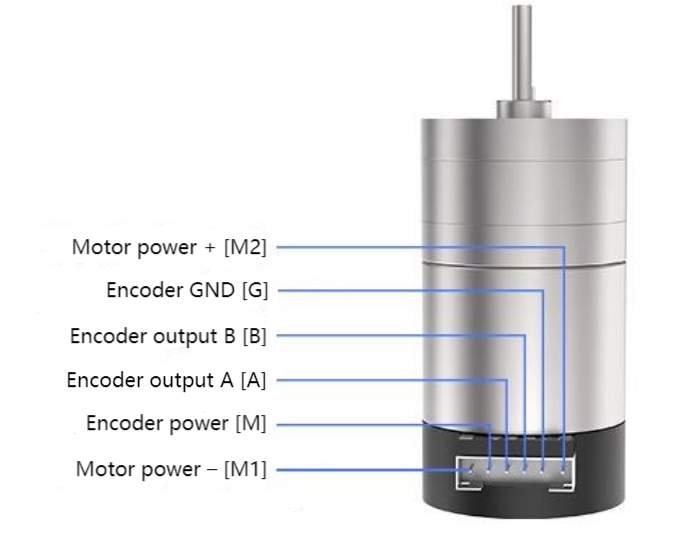 Motor power + [M2]
Encoder GND [G]
Encoder output B [B]
Encoder output A [A]
Encoder power [M]
Motor power – [M1]